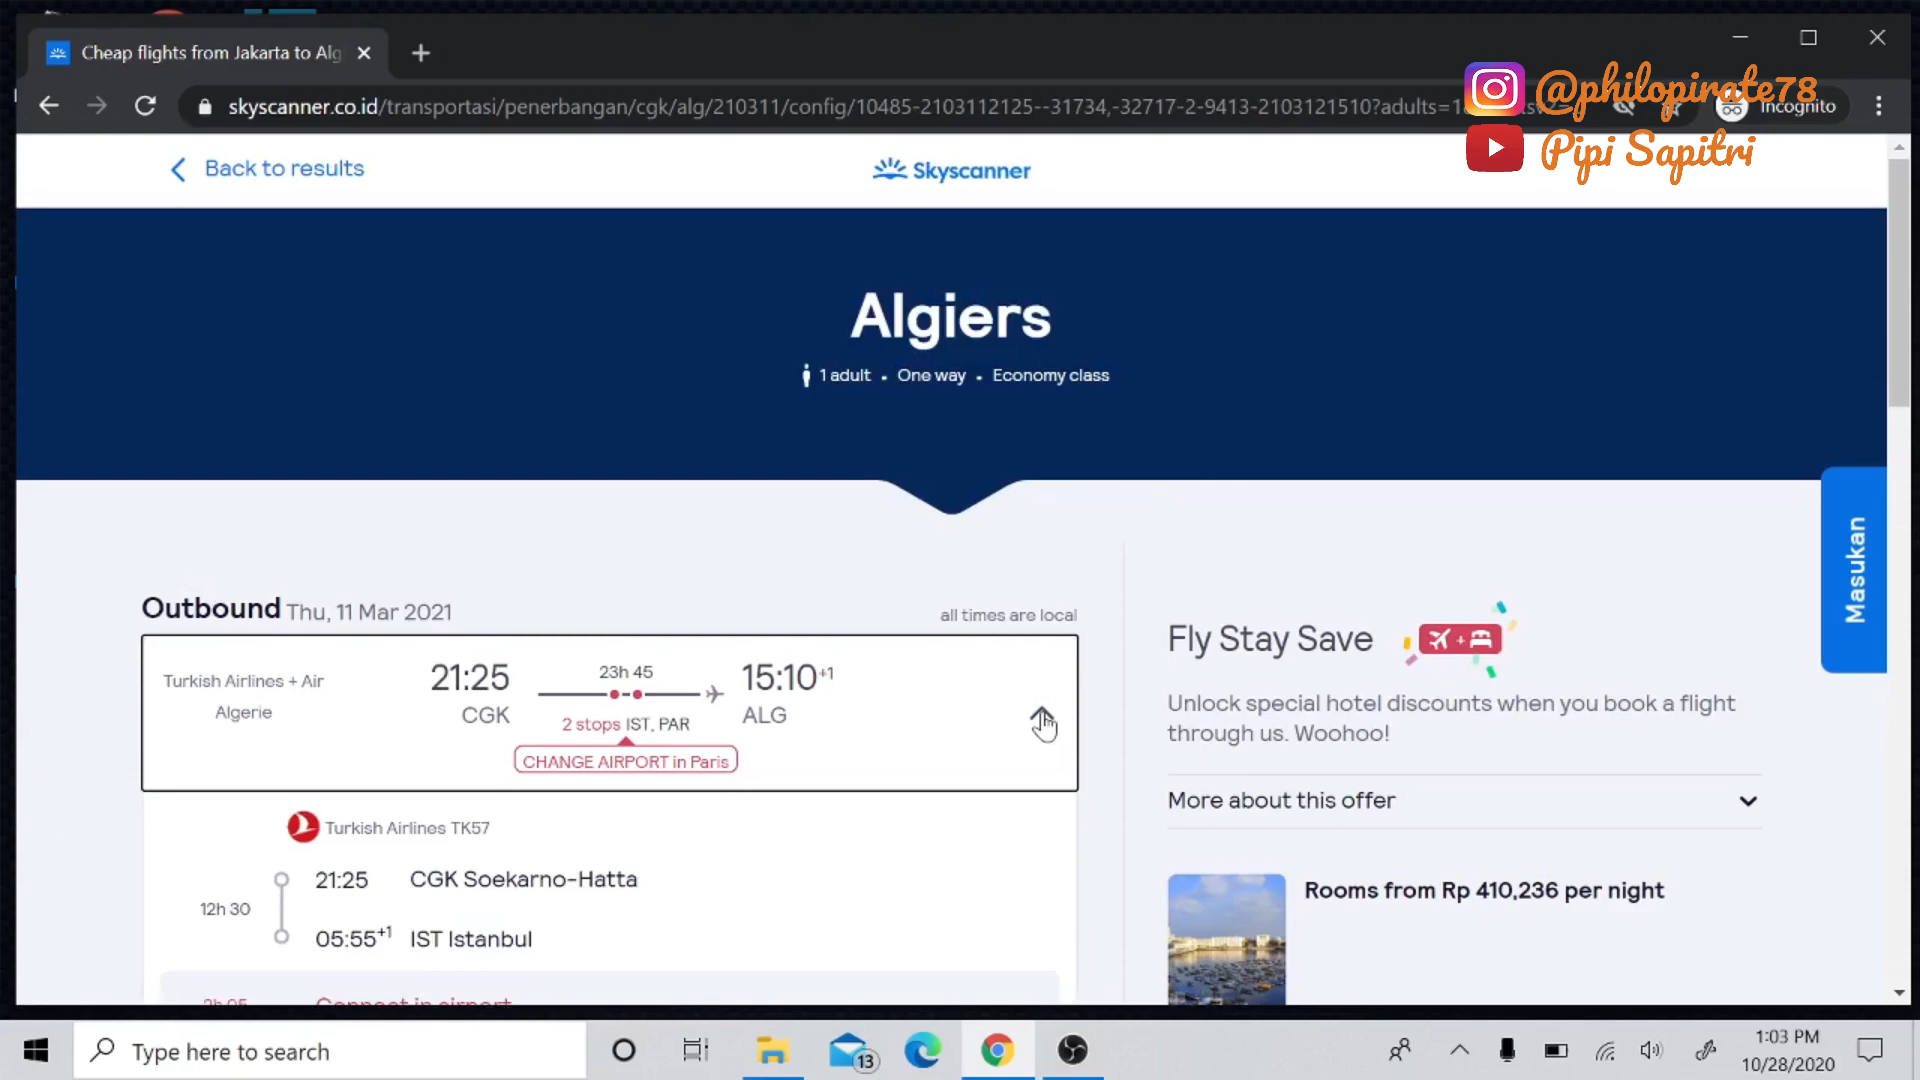 Cheap flights from Jakarta to Alg
skyscanner.co.id/transportasi/penerbangan/cgk/alg/210311/config/10485-2103112125--31734,-32717-2-9413-2103121510?adults=1
Incognito
@philopirate78
Pipi Sapitri
Back to results
Skyscanner
Algiers
1 adult • One way • Economy class
Masukan
Outbound Thu, 11 Mar 2021
all times are local
Turkish Airlines + Air Algerie
21:25
CGK
23h 45
2 stops IST, PAR
CHANGE AIRPORT in Paris
15:10+1
ALG
Turkish Airlines TK57
21:25 CGK Soekarno-Hatta
12h 30
05:55+1 IST Istanbul
2h 05 Connect in airport
Fly Stay Save
Unlock special hotel discounts when you book a flight
through us. Woohoo!
More about this offer
Rooms from Rp 410,236 per night
Type here to search
13
1:03 PM
10/28/2020